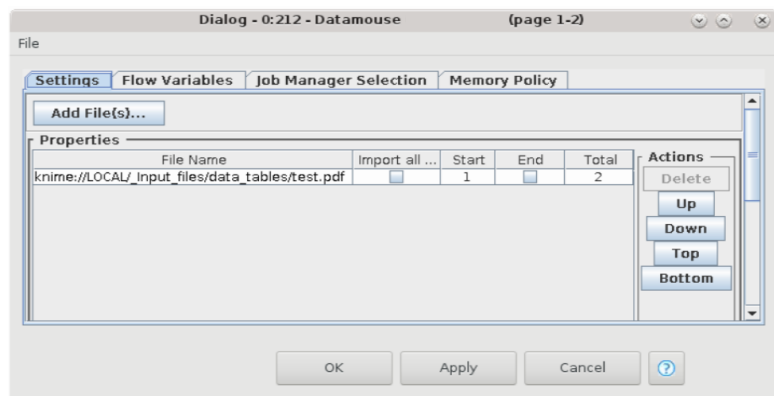 Dialog - 0:212 - Datamouse (page 1-2)
File
Settings Flow Variables Job Manager Selection Memory Policy
Add File(s)...
Properties
File Name Import all ... Start End Total
knime://LOCAL/_Input_files/data_tables/test.pdf 1 2
Actions
Delete
Up
Down
Top
Bottom
OK Apply Cancel ?